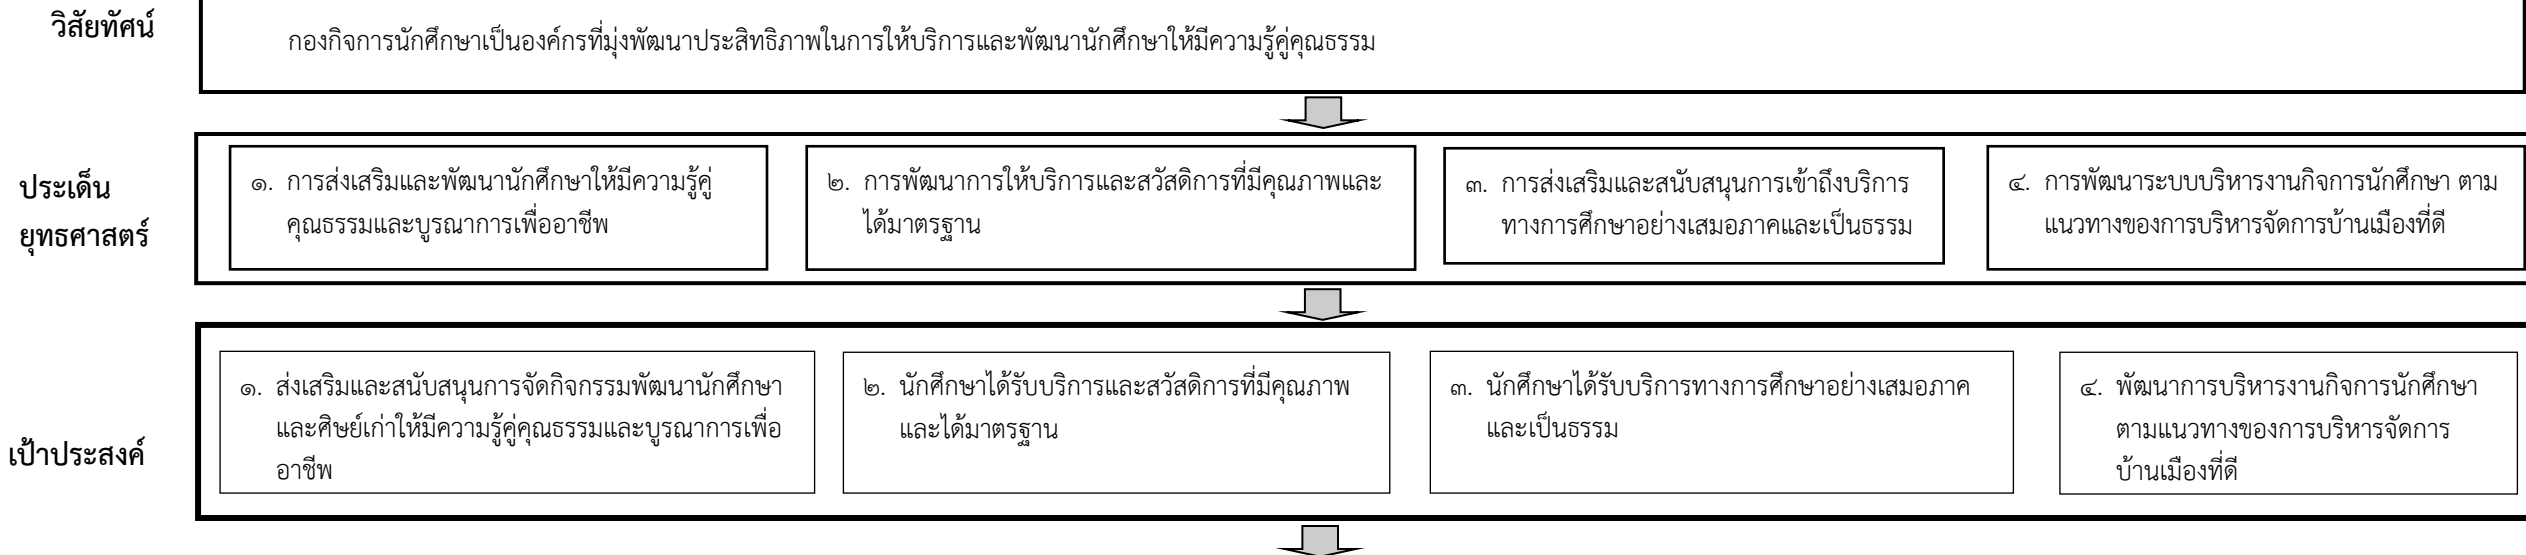 วิสัยทัศน์
กองกิจการนักศึกษาเป็นองค์กรที่มุ่งพัฒนาประสิทธิภาพในการให้บริการและพัฒนานักศึกษาให้มีความรู้คู่คุณธรรม
ประเด็น
ยุทธศาสตร์
๑. การส่งเสริมและพัฒนานักศึกษาให้มีความรู้คู่
คุณธรรมและบูรณาการเพื่ออาชีพ
๒. การพัฒนาการให้บริการและสวัสดิการที่มีคุณภาพและ
ได้มาตรฐาน
๓. การส่งเสริมและสนับสนุนการเข้าถึงบริการ
ทางการศึกษาอย่างเสมอภาคและเป็นธรรม
๔. การพัฒนาระบบบริหารงานกิจการนักศึกษา ตาม
แนวทางของการบริหารจัดการบ้านเมืองที่ดี
เป้าประสงค์
๑. ส่งเสริมและสนับสนุนการจัดกิจกรรมพัฒนานักศึกษา
และศิษย์เก่าให้มีความรู้คู่คุณธรรมและบูรณาการเพื่อ
อาชีพ
๒. นักศึกษาได้รับบริการและสวัสดิการที่มีคุณภาพ
และได้มาตรฐาน
๓. นักศึกษาได้รับบริการทางการศึกษาอย่างเสมอภาค
และเป็นธรรม
๔. พัฒนาการบริหารงานกิจการนักศึกษา
ตามแนวทางของการบริหารจัดการ
บ้านเมืองที่ดี